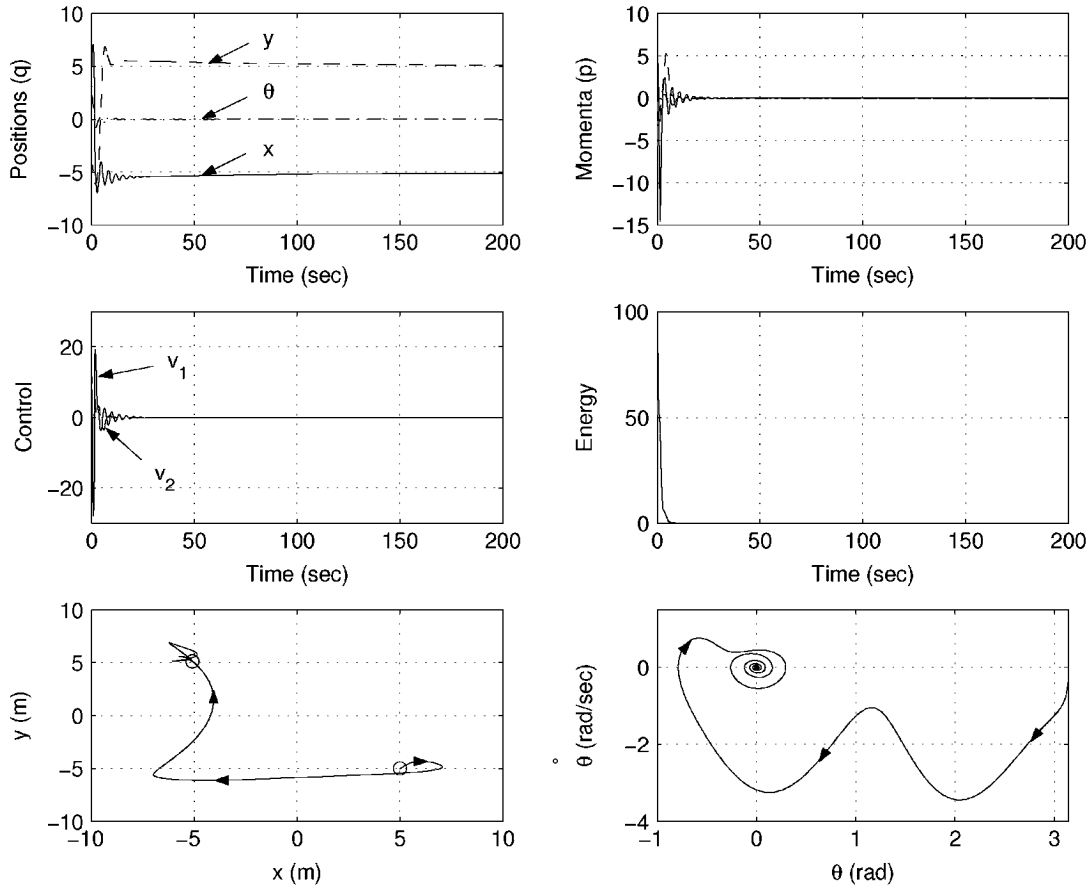 Positions (q)
10
5
0
−5
−10
y
θ
x
0 50 100 150 200
Time (sec)
Momenta (p)
10
5
0
−5
−10
−15
0 50 100 150 200
Time (sec)
Control
20
0
−20
v1
v2
0 50 100 150 200
Time (sec)
Energy
100
50
0
0 50 100 150 200
Time (sec)
y (m)
10
5
0
−5
−10
−10 −5 0 5 10
x (m)
θ° (rad/sec)
0
−2
−4
−1 0 1 2 3
θ (rad)